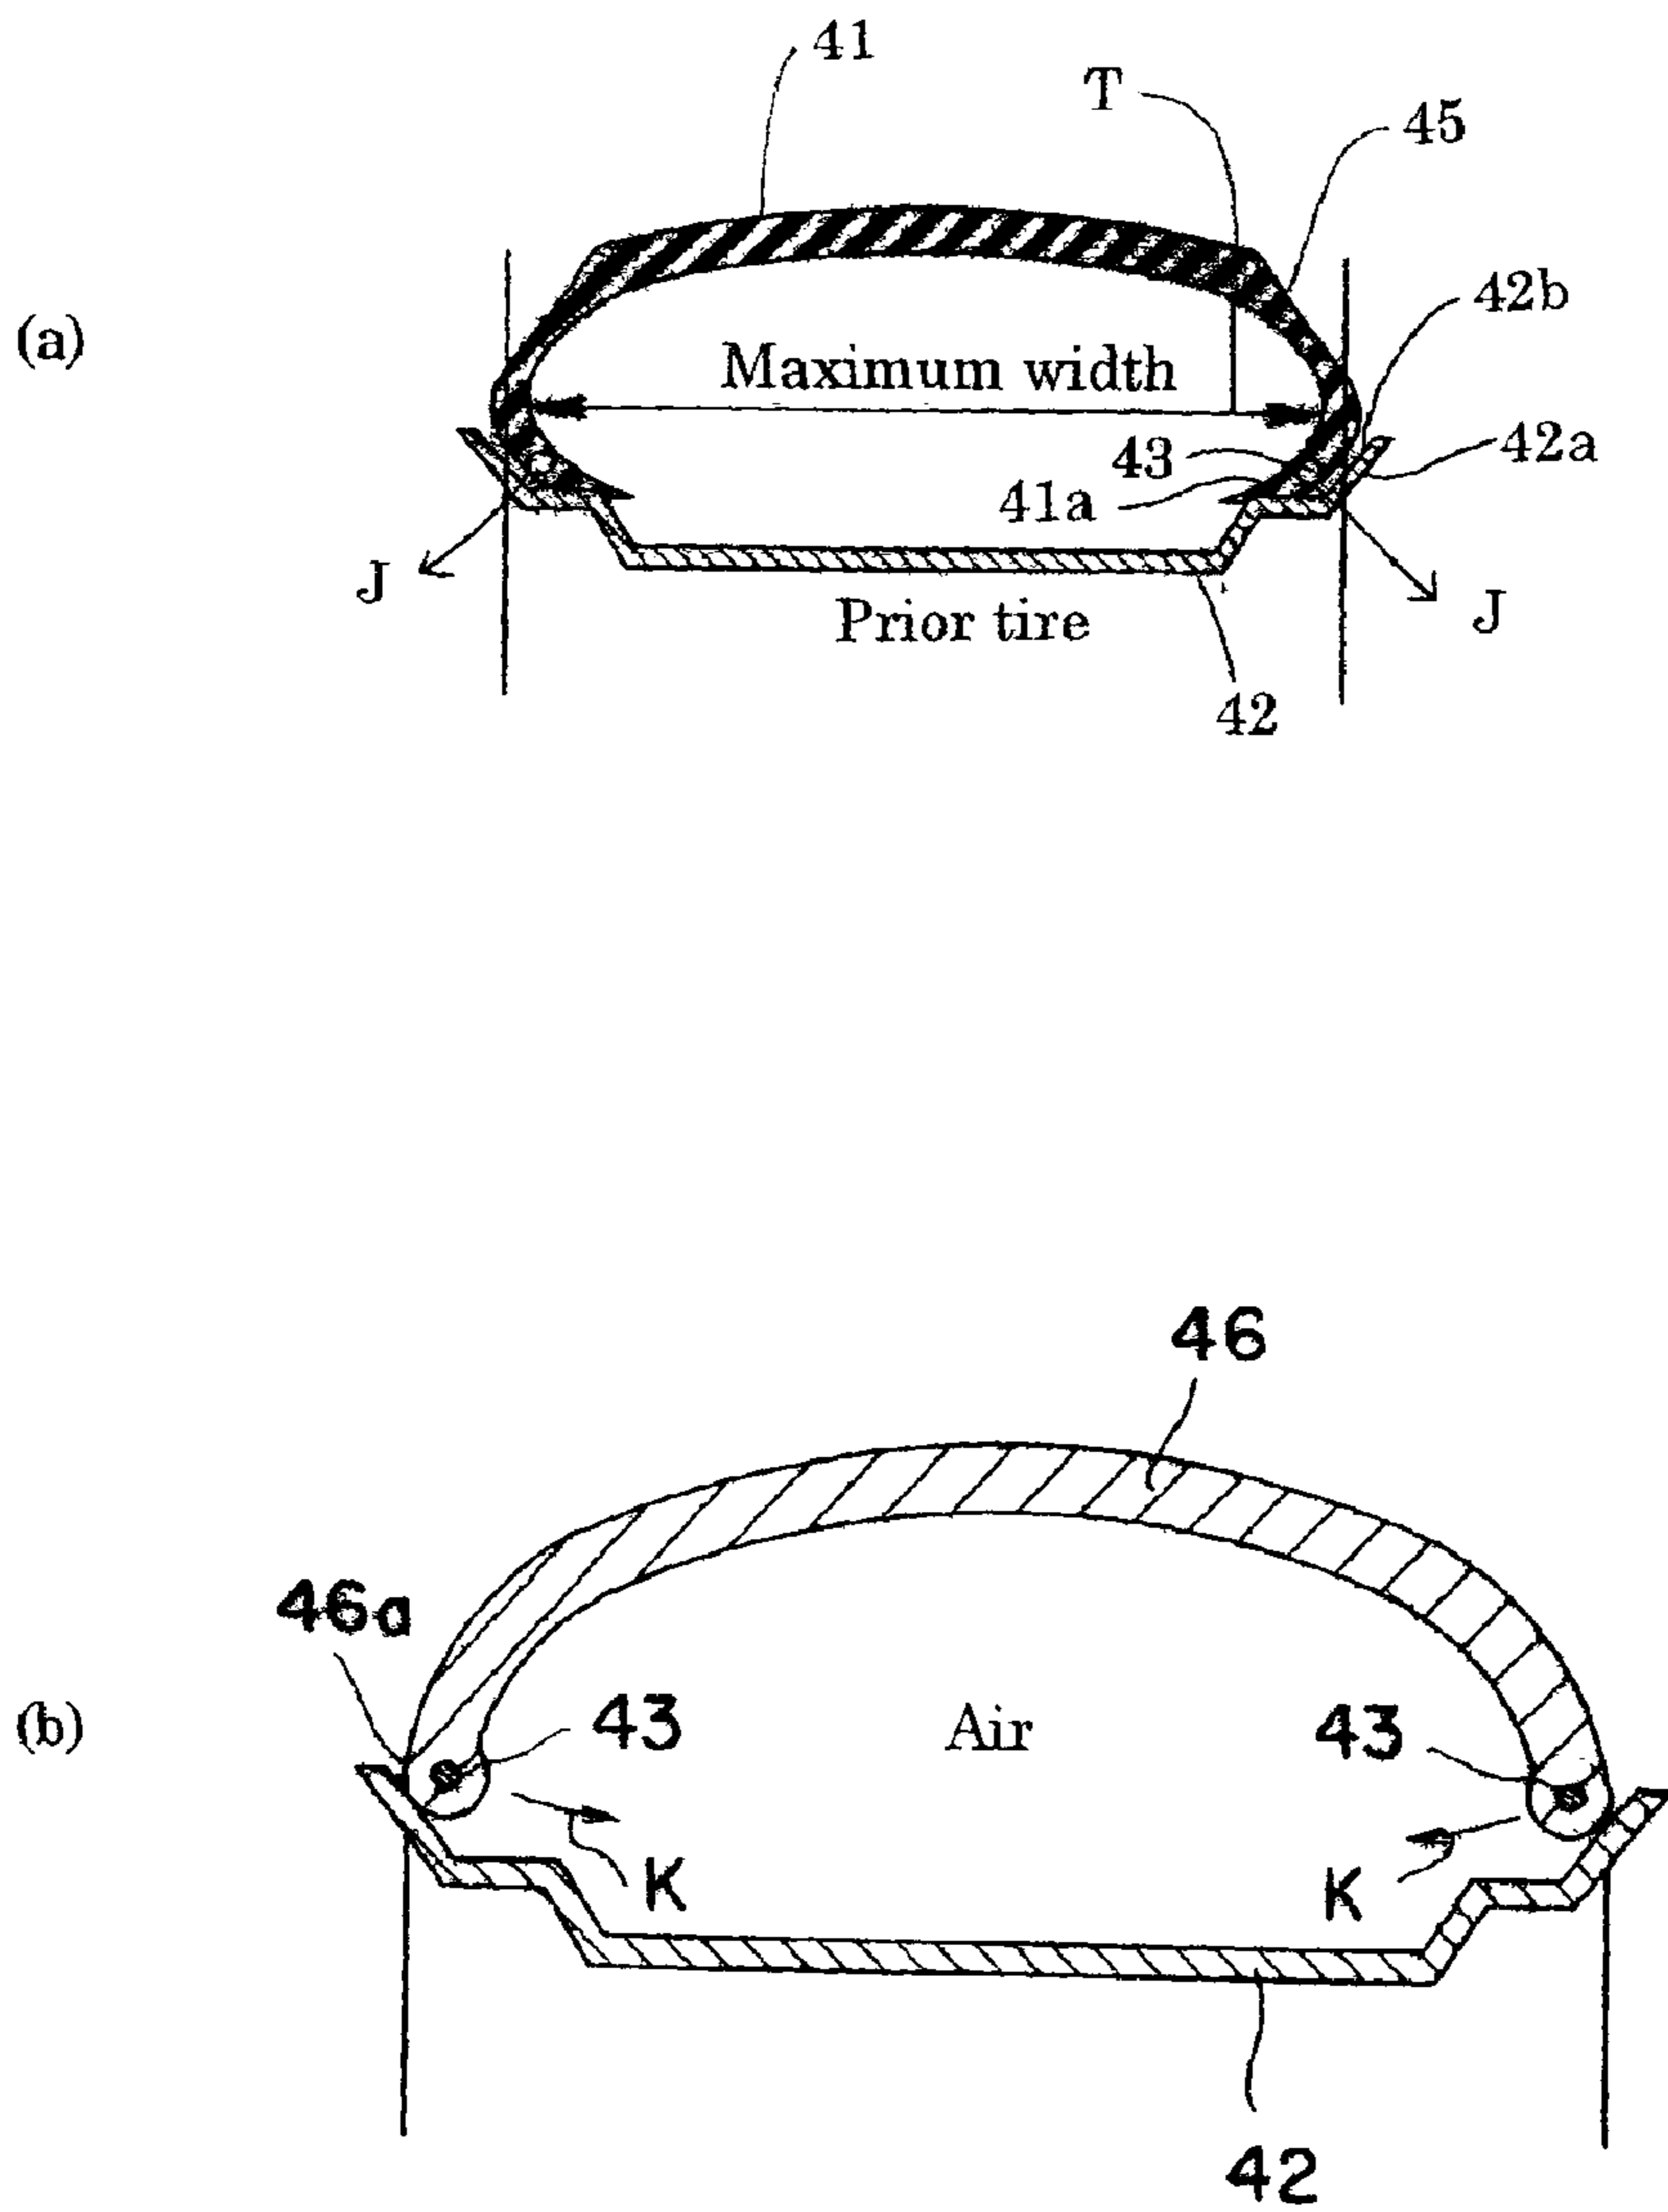 41
T
45
(a)
42b
Maximum width
43
42a
41a
J
J
Prior tire
42
46
46a
(b)
43
Air
43
K
K
42